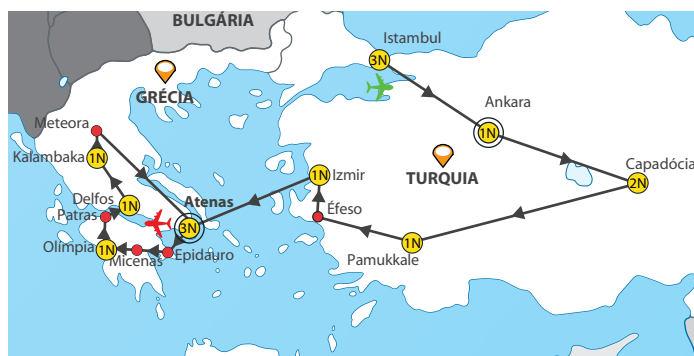 BULGÁRIA
Istambul
3N
GRÉCIA
Ankara
1N
Meteora
Kalambaka
1N
TURQUIA
Capadócia
2N
1N
Izmir
Delfos
1N
Atenas
3N
Patras
Éfeso
Olímpia
1N
Micenas
Epidauro
Pamukkale
1N